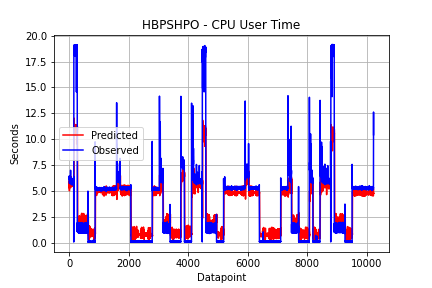 HBPSHPO - CPU User Time
20.0
17.5
15.0
12.5
10.0
7.5
5.0
2.5
0.0
Seconds
Predicted
Observed
0 2000 4000 6000 8000 10000
Datapoint